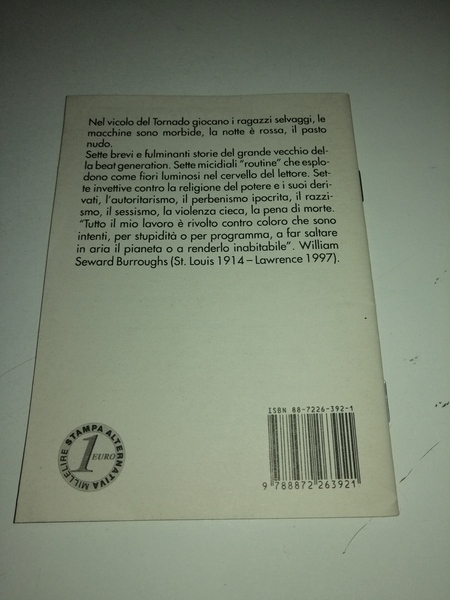 Nel vicolo del Tornado giocano i ragazzi selvaggi, le
macchine sono morbide, la notte è rossa, il pasto
nudo.
Sette brevi e fulminanti storie del grande vecchio del-
la beat generation. Sette micidiali "routine" che esplo-
dono come fiori luminosi nel cervello del lettore. Set-
te invettive contro la religione del potere e i suoi deri-
vati, l'autoritarismo, il perbenismo ipocrita, il razzi-
smo, il sessismo, la violenza cieca, la pena di morte.
"Tutto il mio lavoro è rivolto contro coloro che sono
intenti, per stupidità o per programma, a far saltare
in aria il pianeta o a renderlo inabitabile". William
Seward Burroughs (St. Louis 1914 – Lawrence 1997).
ISBN 88-7226-392-1
9 788872 263921
STAMPA ALTERNATIVA MILLELIRE
1 EURO